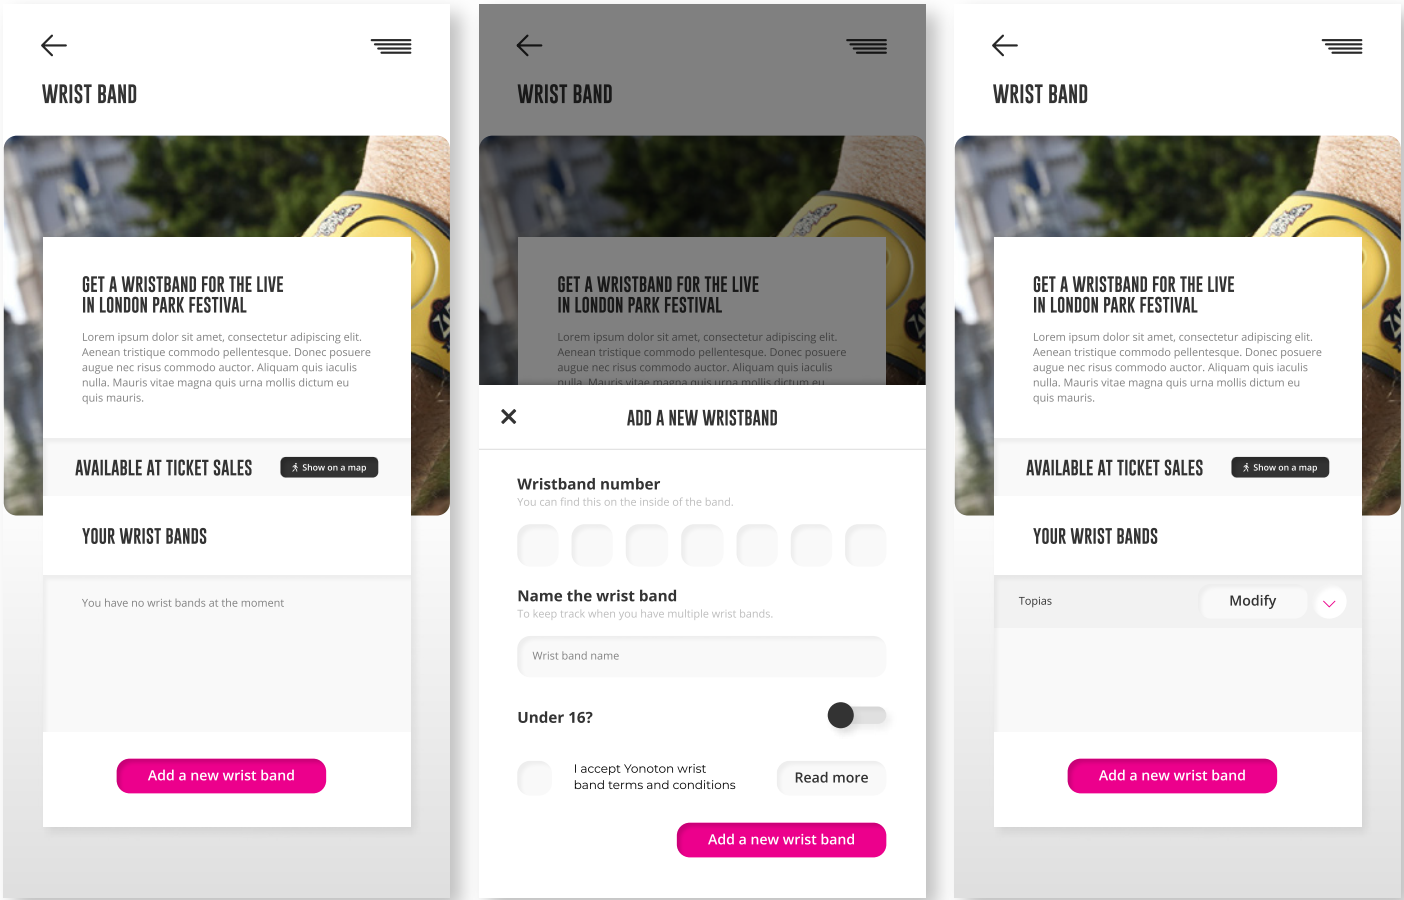 WRIST BAND
GET A WRISTBAND FOR THE LIVE
IN LONDON PARK FESTIVAL
Lorem ipsum dolor sit amet, consectetur adipiscing elit.
Aenean tristique commodo pellentesque. Donec posuere
augue nec risus commodo auctor. Aliquam quis iaculis
nulla. Mauris vitae magna quis urna mollis dictum eu
quis mauris.
AVAILABLE AT TICKET SALES
Show on a map
YOUR WRIST BANDS
You have no wrist bands at the moment
Add a new wrist band
WRIST BAND
GET A WRISTBAND FOR THE LIVE
IN LONDON PARK FESTIVAL
Lorem ipsum dolor sit amet, consectetur adipiscing elit.
Aenean tristique commodo pellentesque. Donec posuere
augue nec risus commodo auctor. Aliquam quis iaculis
nulla. Mauris vitae magna quis urna mollis dictum eu
ADD A NEW WRISTBAND
Wristband number
You can find this on the inside of the band.
Name the wrist band
To keep track when you have multiple wrist bands.
Wrist band name
Under 16?
I accept Yonoton wrist
band terms and conditions
Read more
Add a new wrist band
WRIST BAND
GET A WRISTBAND FOR THE LIVE
IN LONDON PARK FESTIVAL
Lorem ipsum dolor sit amet, consectetur adipiscing elit.
Aenean tristique commodo pellentesque. Donec posuere
augue nec risus commodo auctor. Aliquam quis iaculis
nulla. Mauris vitae magna quis urna mollis dictum eu
quis mauris.
AVAILABLE AT TICKET SALES
Show on a map
YOUR WRIST BANDS
Topias
Modify
Add a new wrist band